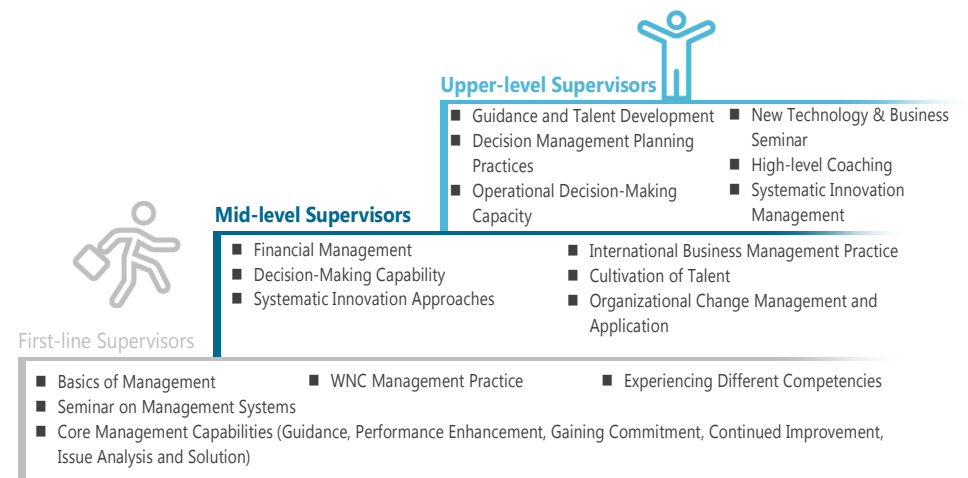 Upper-level Supervisors
■ Guidance and Talent Development
■ Decision Management Planning
Practices
■ Operational Decision-Making
Capacity
■ New Technology & Business
Seminar
■ High-level Coaching
■ Systematic Innovation
Management
Mid-level Supervisors
■ Financial Management
■ Decision-Making Capability
■ Systematic Innovation Approaches
■ International Business Management Practice
■ Cultivation of Talent
■ Organizational Change Management and
Application
First-line Supervisors
■ Basics of Management
■ WNC Management Practice
■ Experiencing Different Competencies
■ Seminar on Management Systems
■ Core Management Capabilities (Guidance, Performance Enhancement, Gaining Commitment, Continued Improvement,
Issue Analysis and Solution)